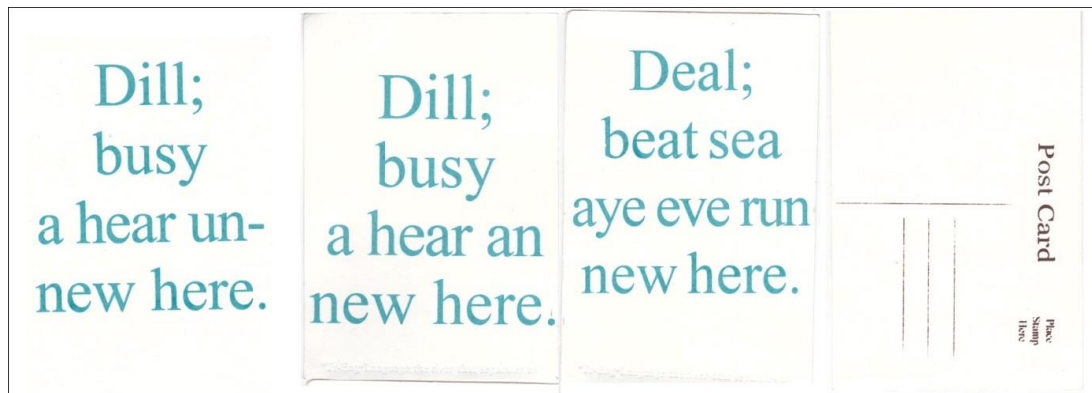 Dill;
busy
a hear un-
new here.
Dill;
busy
a hear an
new here.
Deal;
beat sea
aye eve run
new here.
Post Card
Place
Stamp
Here